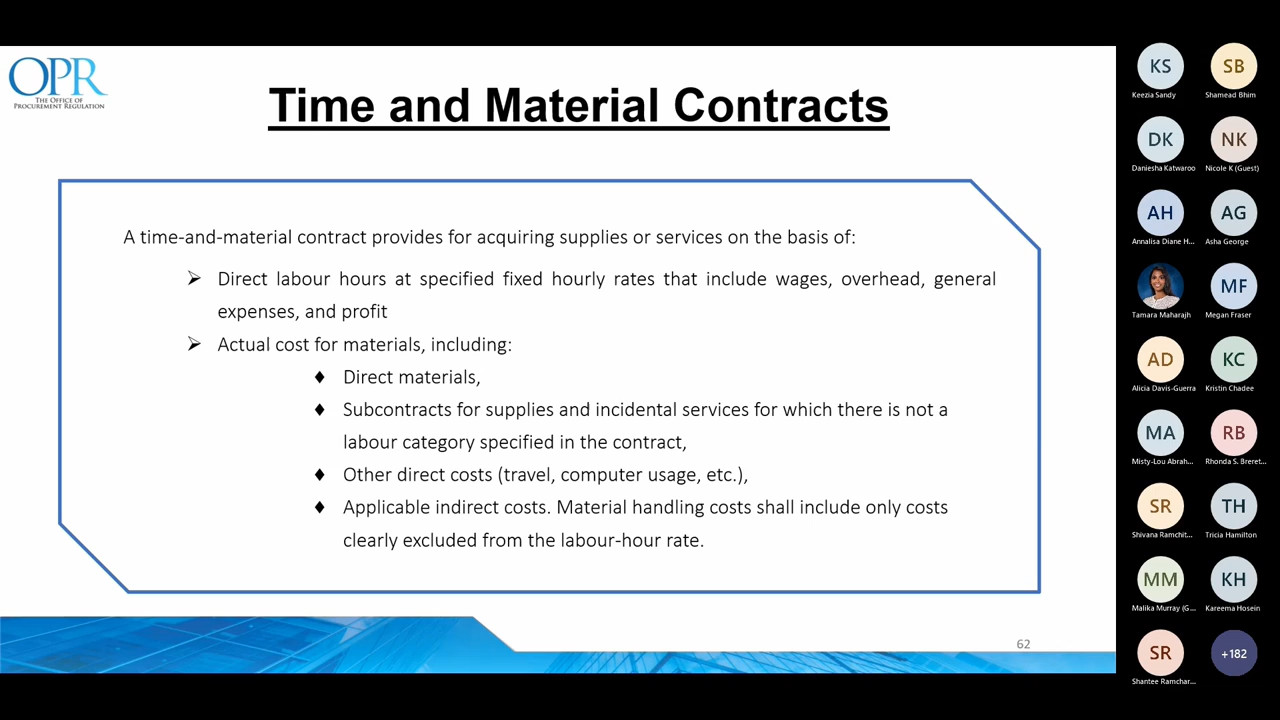 OPR
THE OFFICE OF
PROCUREMENT REGULATION
Time and Material Contracts
A time-and-material contract provides for acquiring supplies or services on the basis of:
➢ Direct labour hours at specified fixed hourly rates that include wages, overhead, general
expenses, and profit
➢ Actual cost for materials, including:
♦ Direct materials,
♦ Subcontracts for supplies and incidental services for which there is not a
labour category specified in the contract,
♦ Other direct costs (travel, computer usage, etc.),
♦ Applicable indirect costs. Material handling costs shall include only costs
clearly excluded from the labour-hour rate.
62
KS SB
Keezia Sandy Shamead Bhim
DK NK
Daniesha Katwaroo Nicole K (Guest)
AH AG
Annalisa Diane H... Asha George
MF
Tamara Maharajh Megan Fraser
AD KC
Alicia Davis-Guerra Kristin Chadee
MA RB
Misty-Lou Abrah... Rhonda S. Breret...
SR TH
Shivana Ramchit... Tricia Hamilton
MM KH
Malika Murray (G... Kareema Hosein
SR +182
Shantee Ramchar...